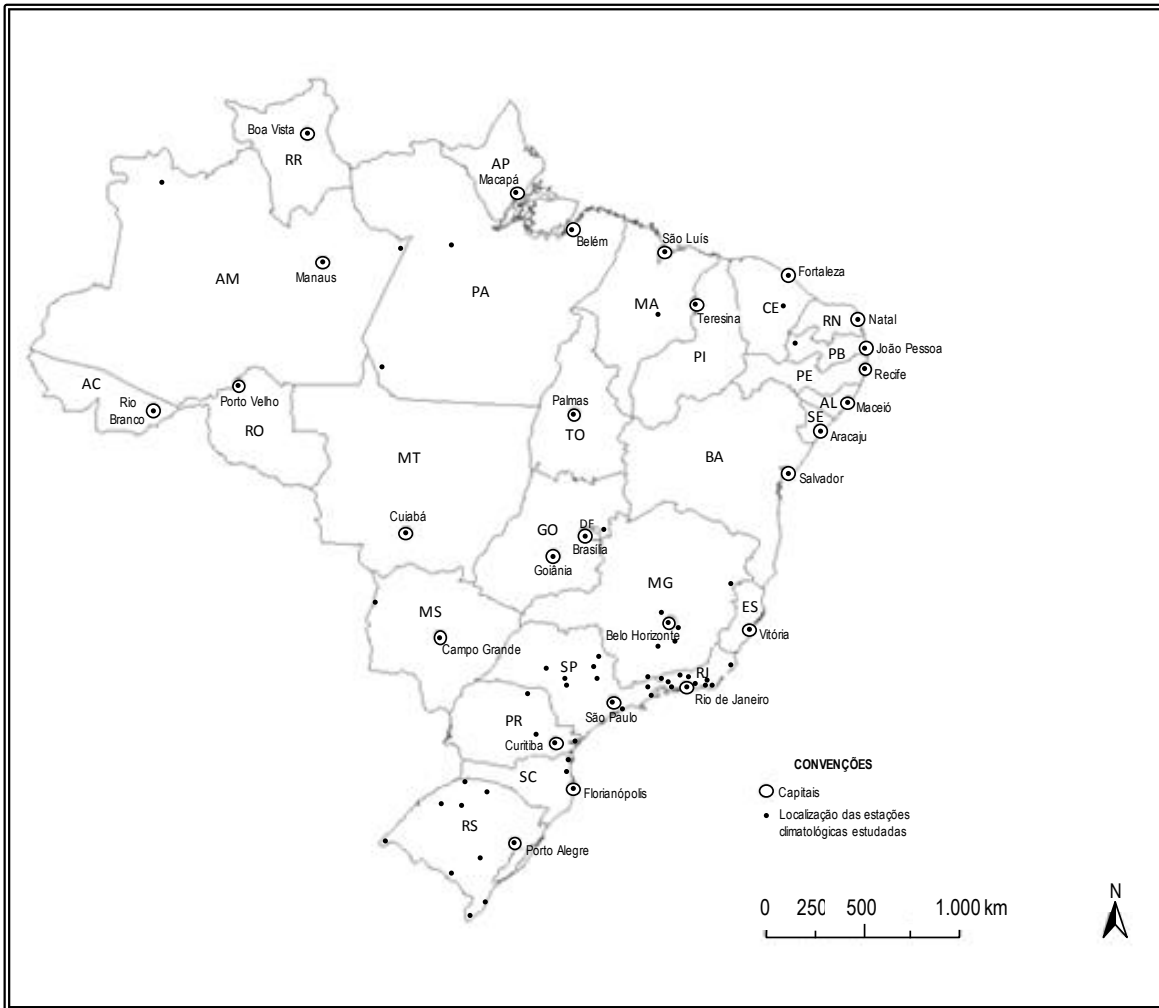 Boa Vista
RR
AP
Macapá
Belém
São Luís
Fortaleza
AM
Manaus
PA
MA
Teresina
CE
RN
Natal
PB
João Pessoa
PI
PE
Recife
AC
Rio
Branco
Porto Velho
RO
Palmas
TO
AL
Maceió
SE
Aracaju
MT
BA
Salvador
Cuiabá
GO
DF
Brasília
Goiânia
MG
MS
ES
Belo Horizonte
Vitória
Campo Grande
SP
RJ
Rio de Janeiro
São Paulo
PR
Curitiba
SC
Florianópolis
RS
Porto Alegre
CONVENÇÕES
Capitais
Localização das estações
climatológicas estudadas
0 250 500 1.000 km
N